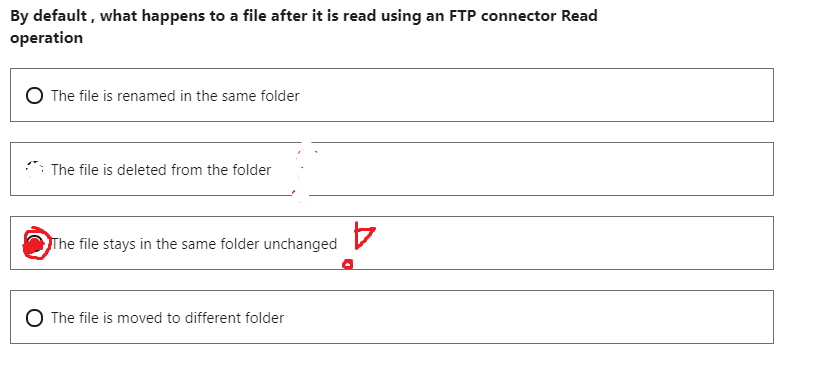 By default , what happens to a file after it is read using an FTP connector Read
operation
The file is renamed in the same folder
The file is deleted from the folder
The file stays in the same folder unchanged
The file is moved to different folder